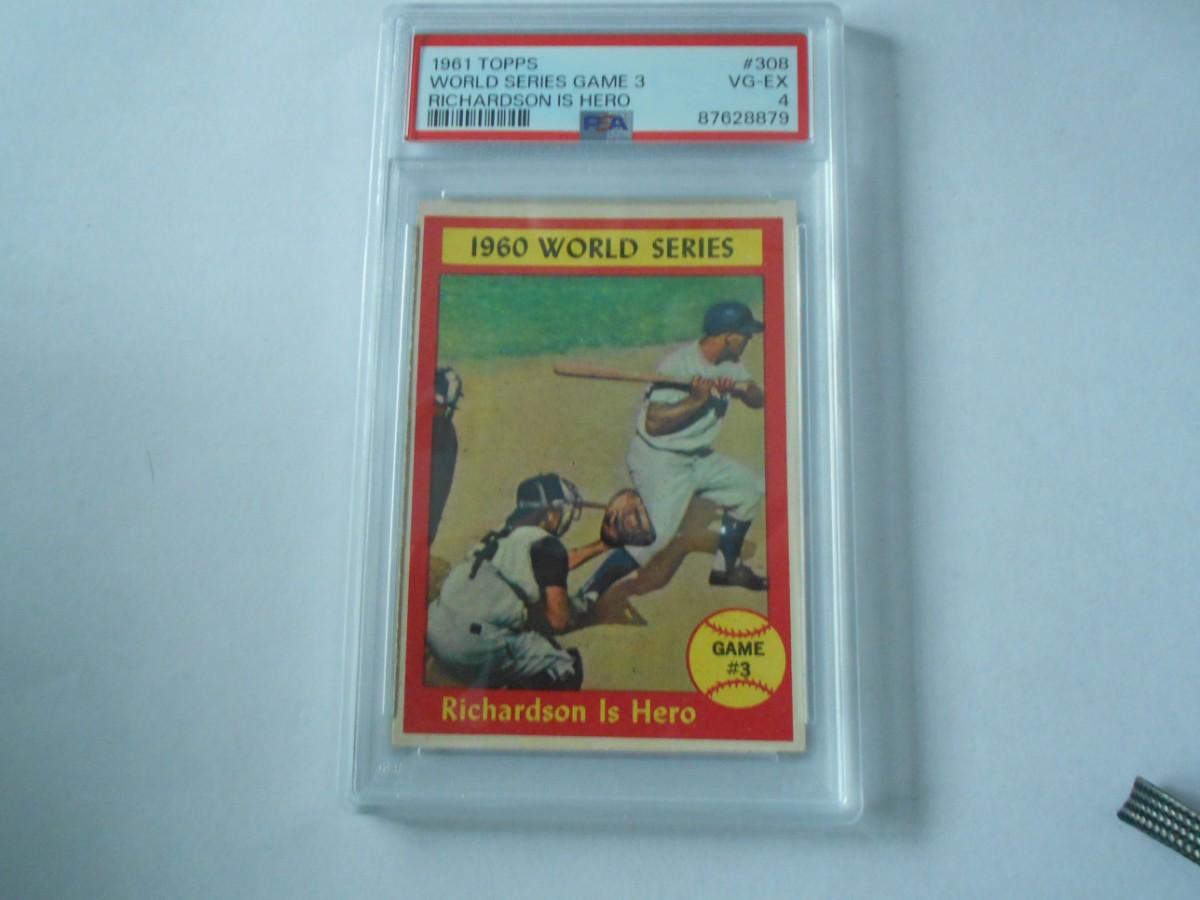 1961 TOPPS #308
WORLD SERIES GAME 3 VG-EX
RICHARDSON IS HERO 4
PSA 87628879
1960 WORLD SERIES
GAME
#3
Richardson Is Hero